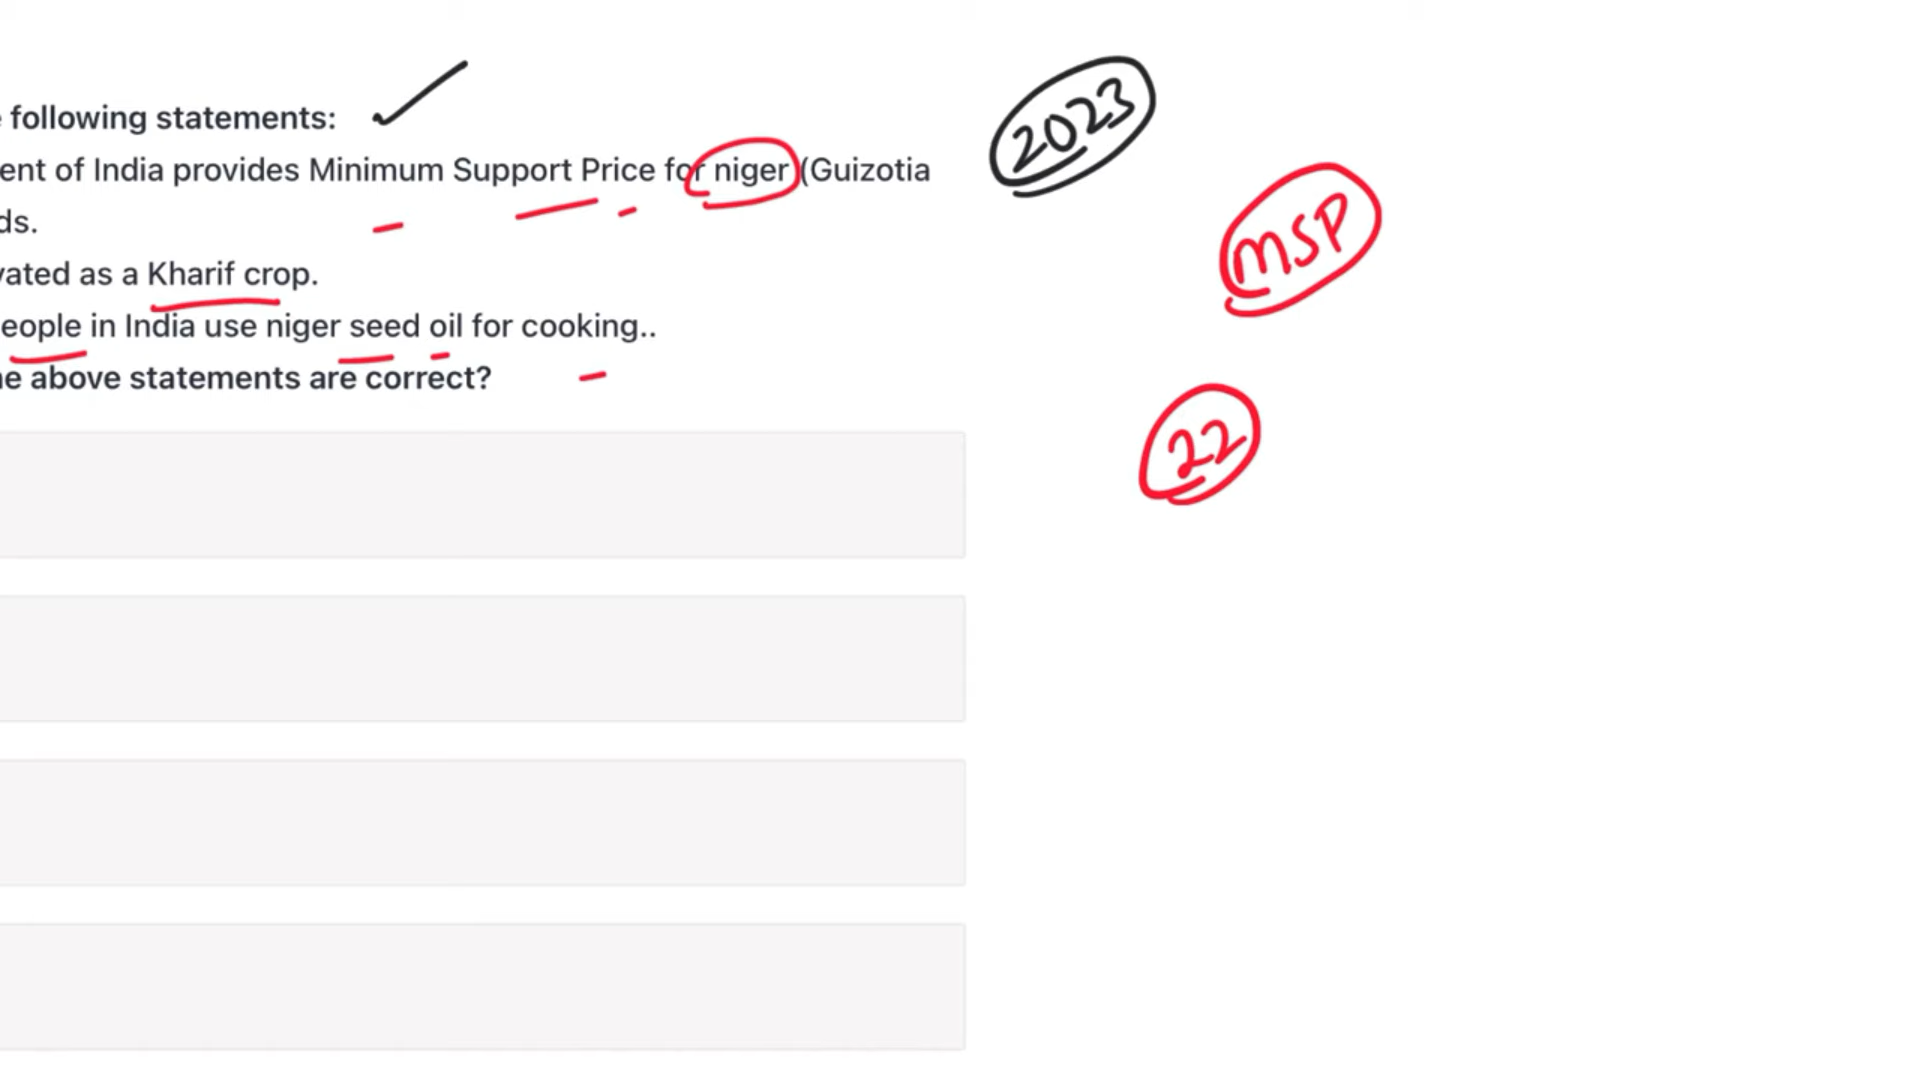 following statements:
2023
ent of India provides Minimum Support Price for niger (Guizotia
ds.
MSP
vated as a Kharif crop.
eople in India use niger seed oil for cooking..
e above statements are correct?
22